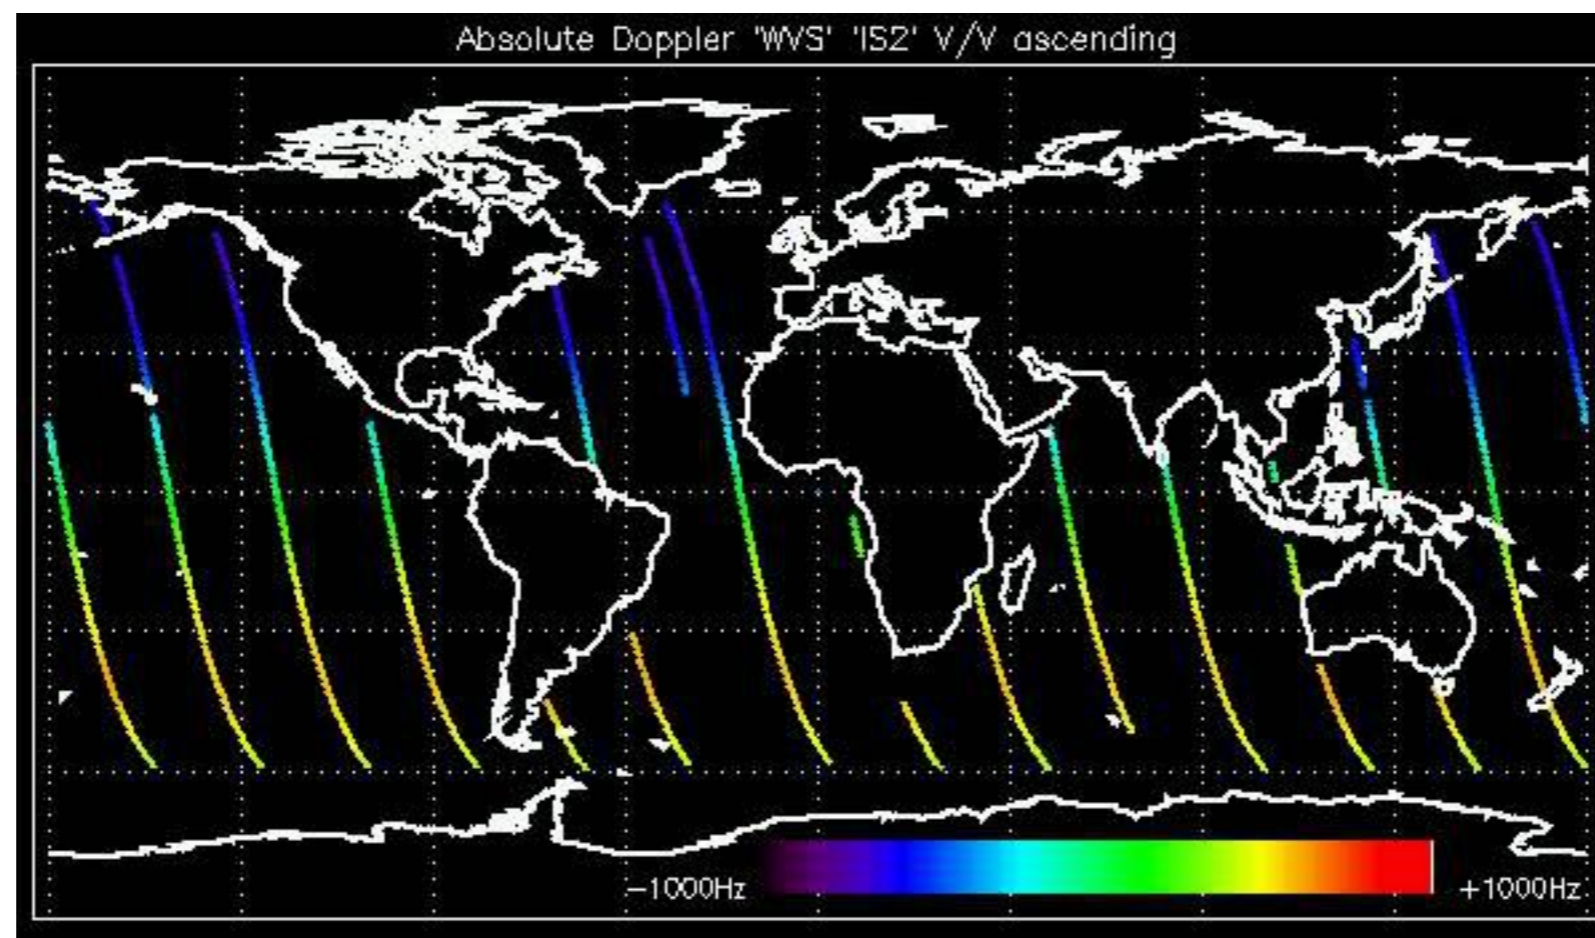 Absolute Doppler 'WVS' 'IS2' V/V ascending
-1000Hz +1000Hz